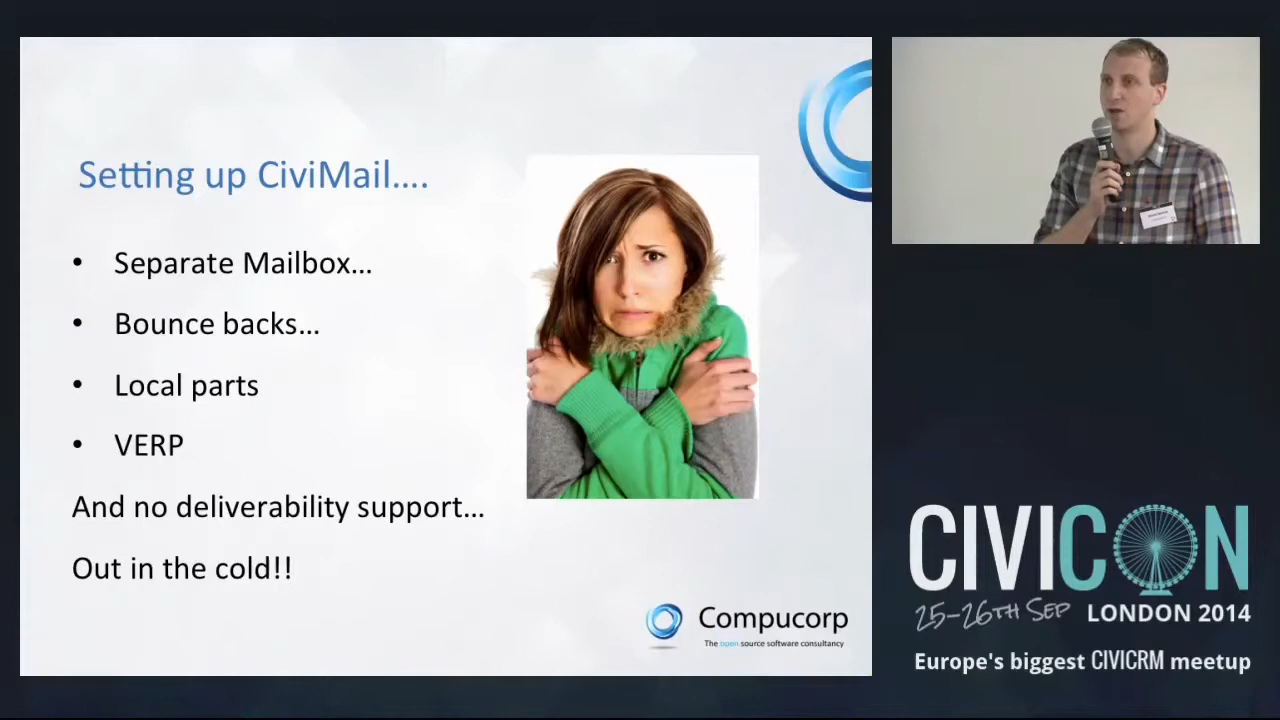 Setting up CiviMail....
• Separate Mailbox...
• Bounce backs...
• Local parts
• VERP
And no deliverability support...
Out in the cold!!
Compucorp
The open source software consultancy
CIVICON
25-26TH SEP LONDON 2014
Europe's biggest CIVICRM meetup